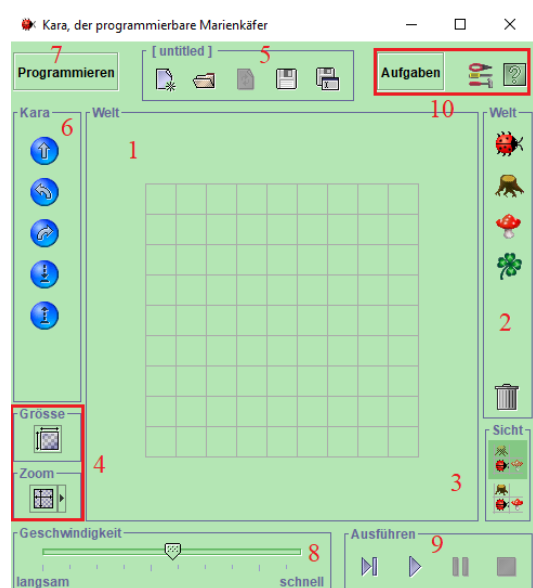 Kara, der programmierbare Marienkäfer
7
[ untitled ]
5
Programmieren
Aufgaben
?
10
Kara
6
Welt
1
Welt
2
Grösse
4
Zoom
3
Sicht
Geschwindigkeit
8
langsam
schnell
Ausführen
9